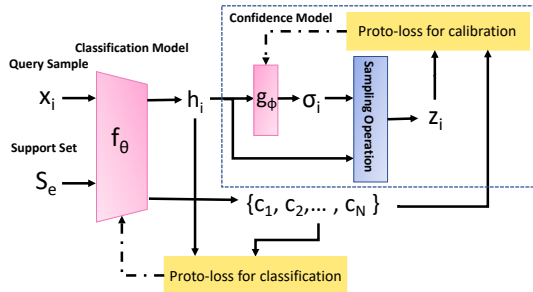 Confidence Model
Proto-loss for calibration
Classification Model
Query Sample
x_i
f_θ
h_i
g_ϕ
σ_i
Sampling Operation
z_i
Support Set
S_e
{c_1, c_2,... , c_N }
Proto-loss for classification